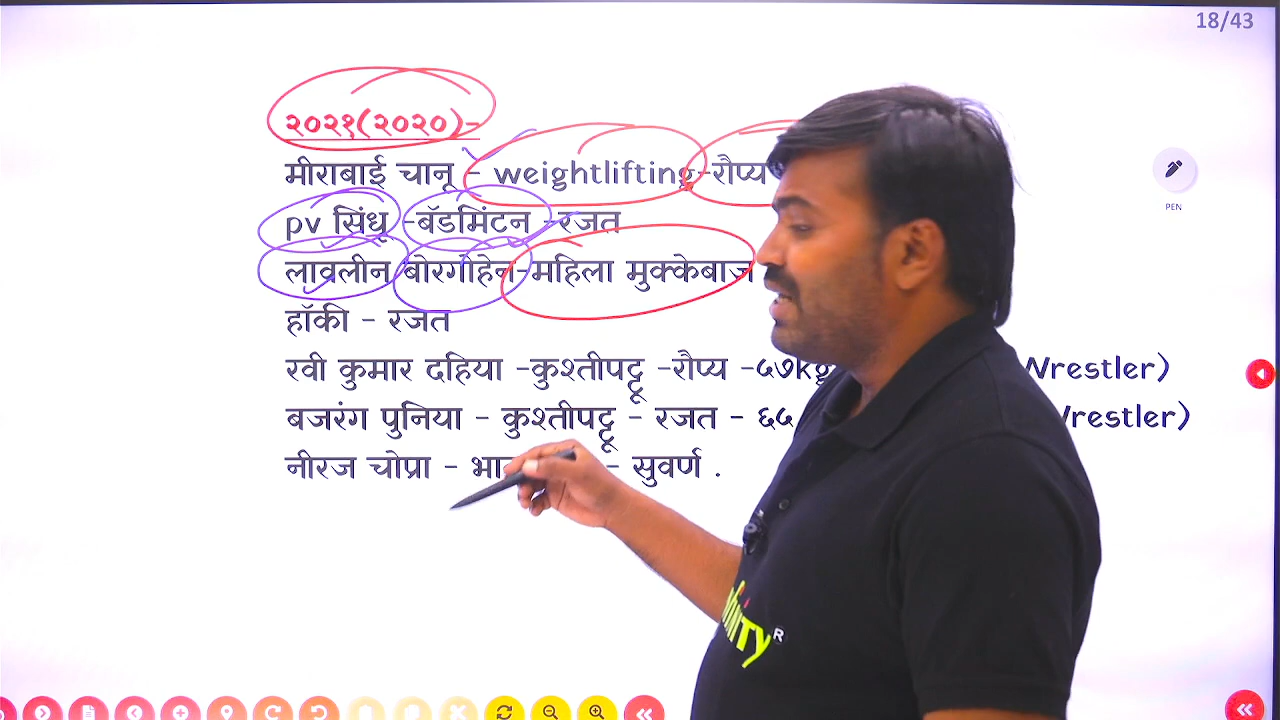 18/43
२०२१(२०२०)-
मीराबाई चानू - weightlifting-रौप्य
PEN
pv सिंधू -बॅडमिंटन -रजत
लावलीन बोरगोहेन-महिला मुक्केबाज
हॉकी - रजत
रवी कुमार दहिया -कुश्तीपट्टू -रौप्य -५७kg Wrestler)
बजरंग पुनिया - कुश्तीपट्टू - रजत - ६५ Wrestler)
नीरज चोप्रा - - सुवर्ण .